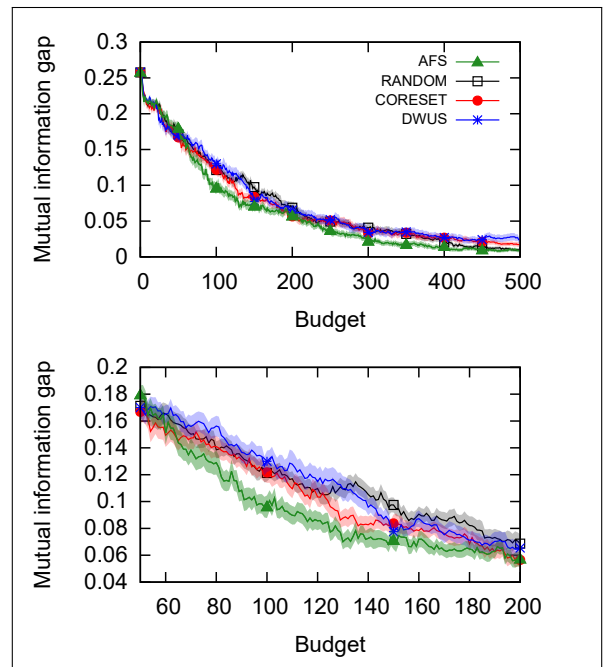 0.3
0.25
0.2
0.15
0.1
0.05
0
Mutual information gap
AFS
RANDOM
CORESET
DWUS
0 100 200 300 400 500
Budget
0.2
0.18
0.16
0.14
0.12
0.1
0.08
0.06
0.04
Mutual information gap
60 80 100 120 140 160 180 200
Budget